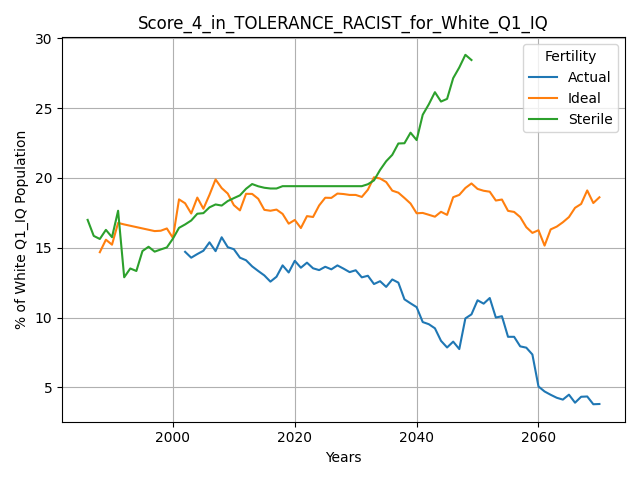 Score_4_in_TOLERANCE_RACIST_for_White_Q1_IQ
% of White Q1_IQ Population
30
25
20
15
10
5
2000 2020 2040 2060
Years
Fertility
Actual
Ideal
Sterile